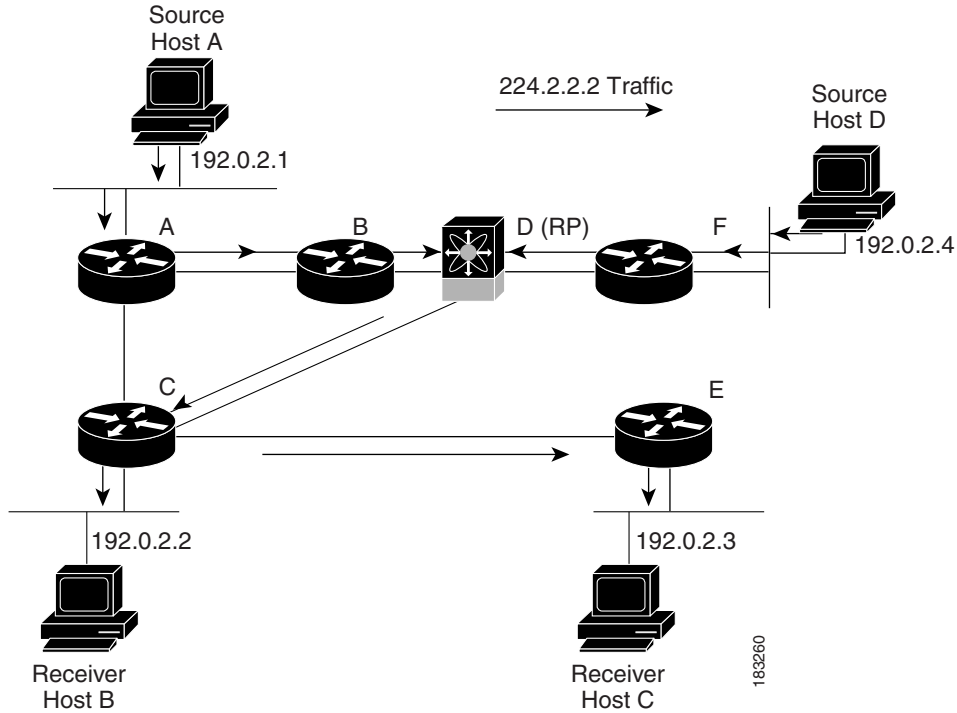 Source
Host A
224.2.2.2 Traffic
Source
Host D
192.0.2.1
A
B
D (RP)
F
192.0.2.4
C
E
192.0.2.2
192.0.2.3
Receiver
Host B
Receiver
Host C
183260